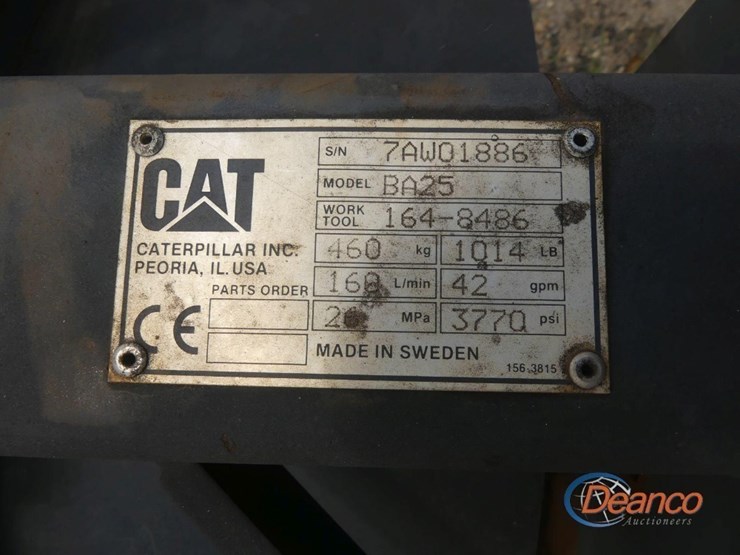 CAT
CATERPILLAR INC.
PEORIA, IL. USA
S/N 7AW01886
MODEL BA25
WORK TOOL 164-8486
460 kg 1014 LB
160 L/min 42 gpm
MPa 3770 psi
PARTS ORDER
CE
MADE IN SWEDEN
156 3815
Deanco
Auctioneers